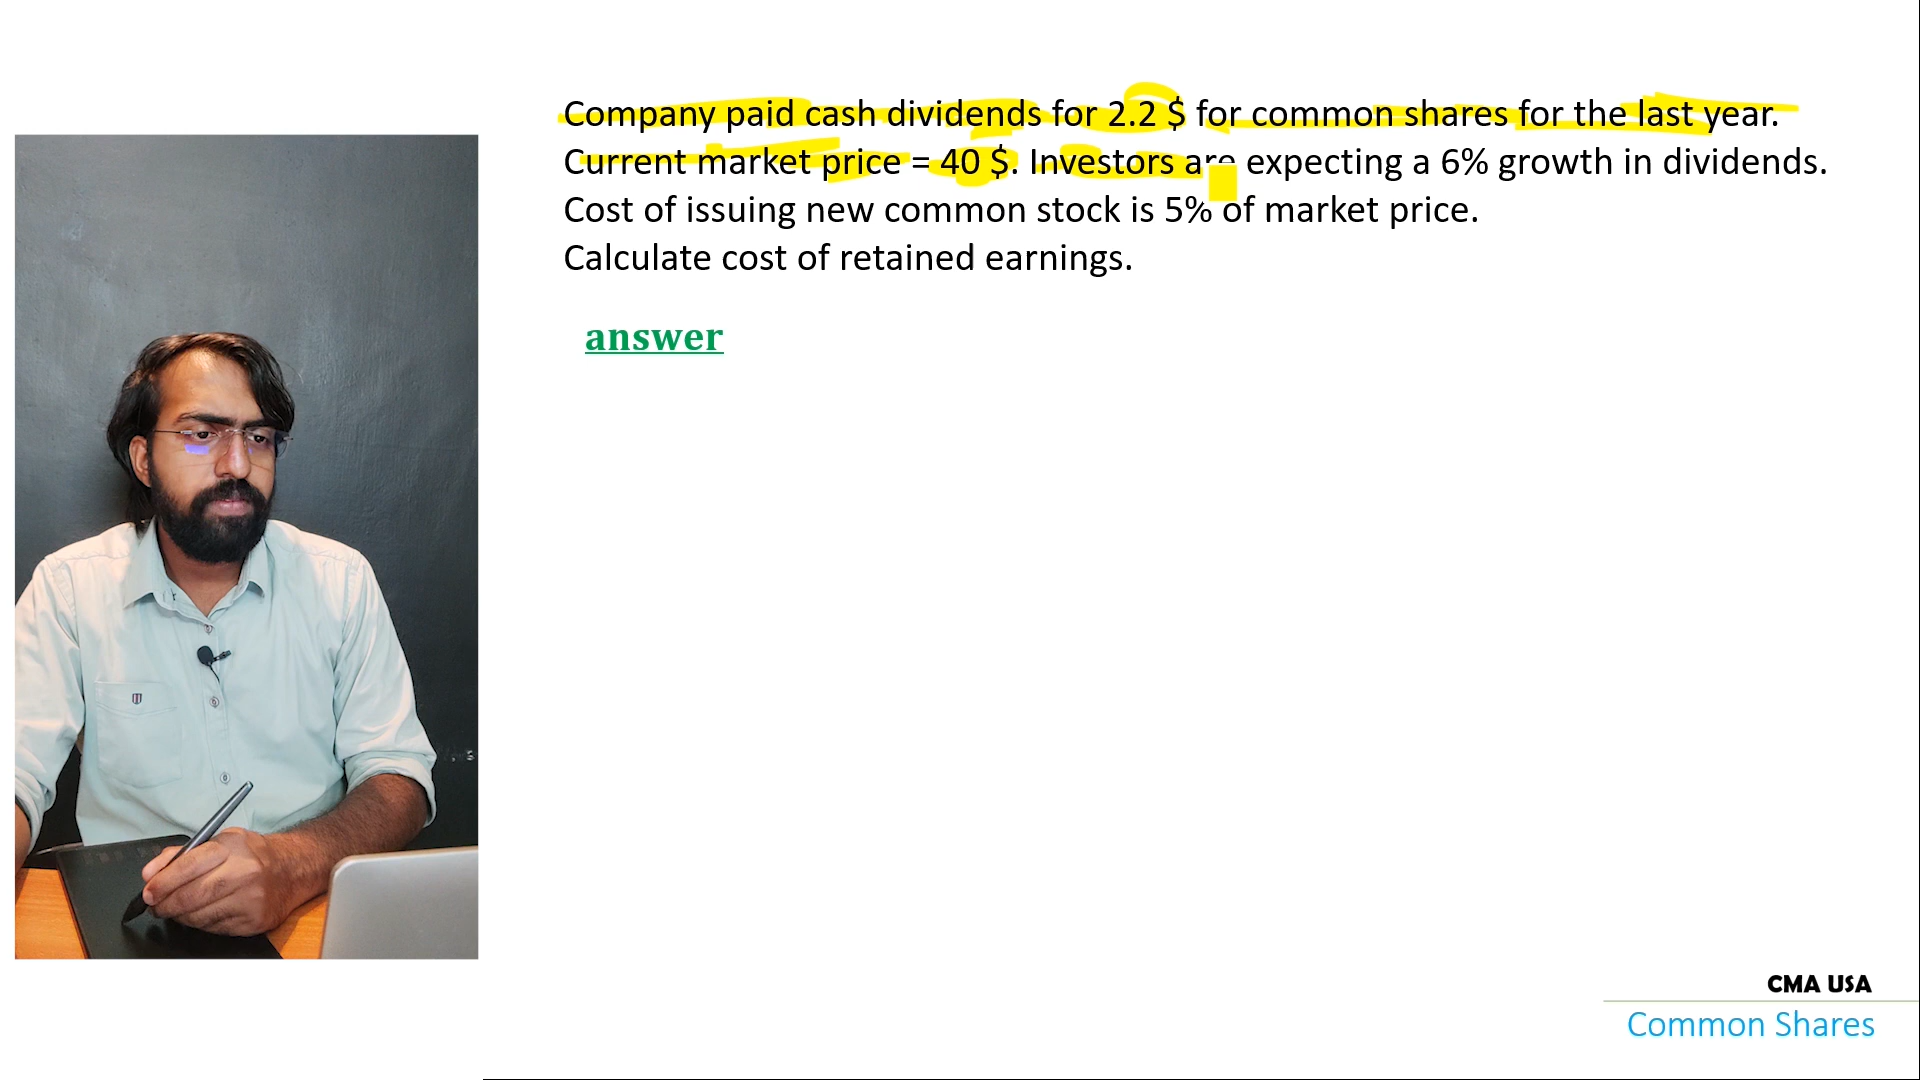 Company paid cash dividends for 2.2 $ for common shares for the last year.
Current market price = 40 $. Investors are expecting a 6% growth in dividends.
Cost of issuing new common stock is 5% of market price.
Calculate cost of retained earnings.
answer
CMA USA
Common Shares